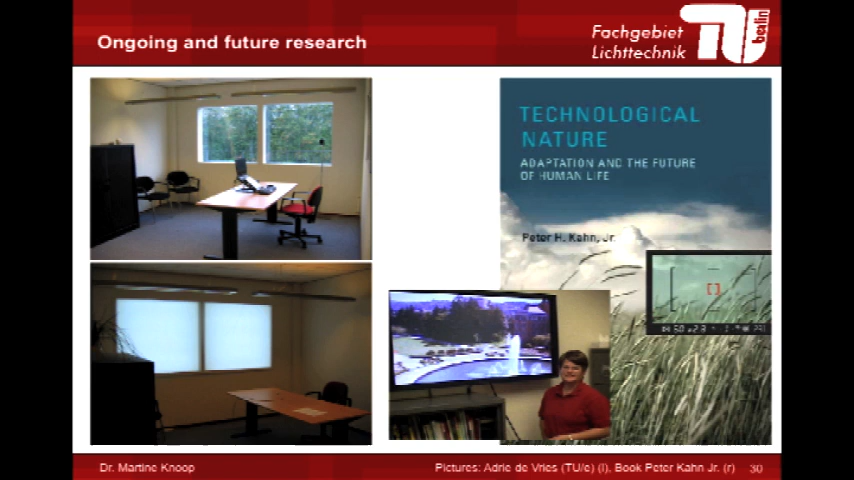 Ongoing and future research
Fachgebiet
Lichttechnik
TU berlin
TECHNOLOGICAL
NATURE
ADAPTATION AND THE FUTURE
OF HUMAN LIFE
Peter H. Kahn, Jr.
Dr. Martine Knoop
Pictures: Adrie de Vries (TU/e) (l), Book Peter Kahn Jr. (r)
30